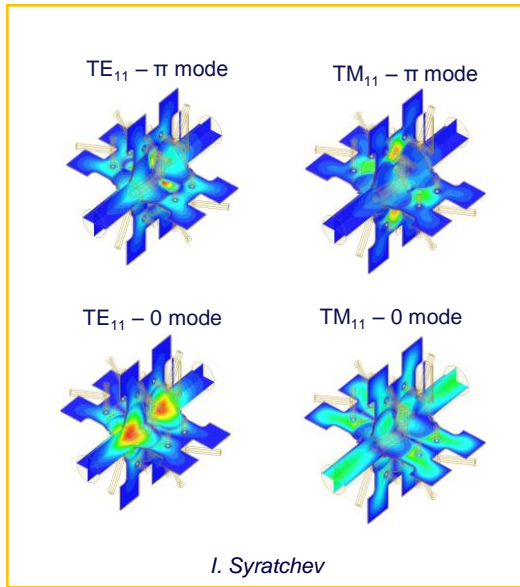 TE₁₁ – π mode TM₁₁ – π mode
TE₁₁ – 0 mode TM₁₁ – 0 mode
I. Syratchev